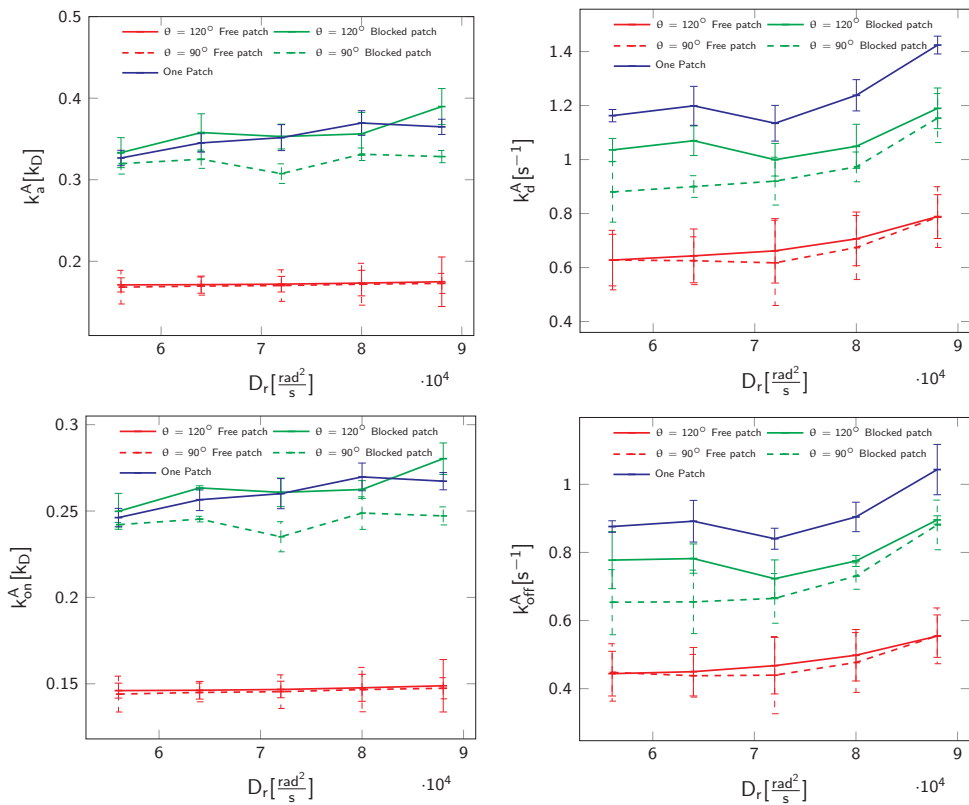 0.5
0.4
0.3
0.2
k_a^A[k_D]
θ = 120° Free patch
θ = 120° Blocked patch
θ = 90° Free patch
θ = 90° Blocked patch
One Patch
6 7 8 9
D_r[rad²/s]
·10⁴
1.4
1.2
1
0.8
0.6
0.4
k_d^A[s⁻¹]
θ = 120° Free patch
θ = 120° Blocked patch
θ = 90° Free patch
θ = 90° Blocked patch
One Patch
6 7 8 9
D_r[rad²/s]
·10⁴
0.3
0.25
0.2
0.15
k_on^A[k_D]
θ = 120° Free patch
θ = 120° Blocked patch
θ = 90° Free patch
θ = 90° Blocked patch
One Patch
6 7 8 9
D_r[rad²/s]
·10⁴
1
0.8
0.6
0.4
k_off^A[s⁻¹]
θ = 120° Free patch
θ = 120° Blocked patch
θ = 90° Free patch
θ = 90° Blocked patch
One Patch
6 7 8 9
D_r[rad²/s]
·10⁴